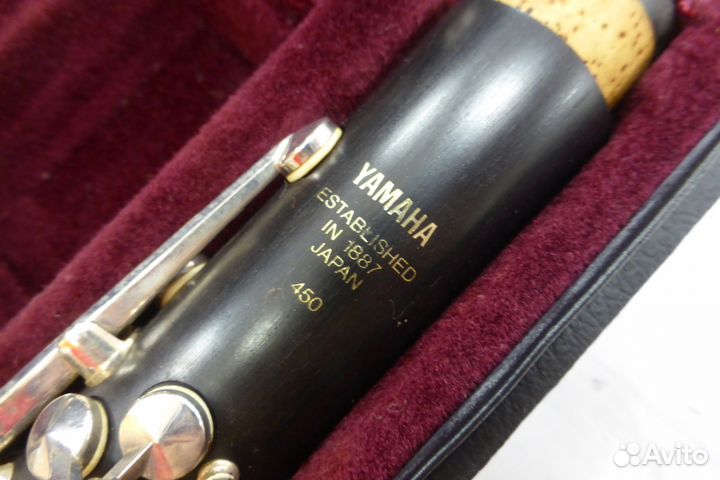 YAMAHA
ESTABLISHED
IN 1887
JAPAN
450
Avito